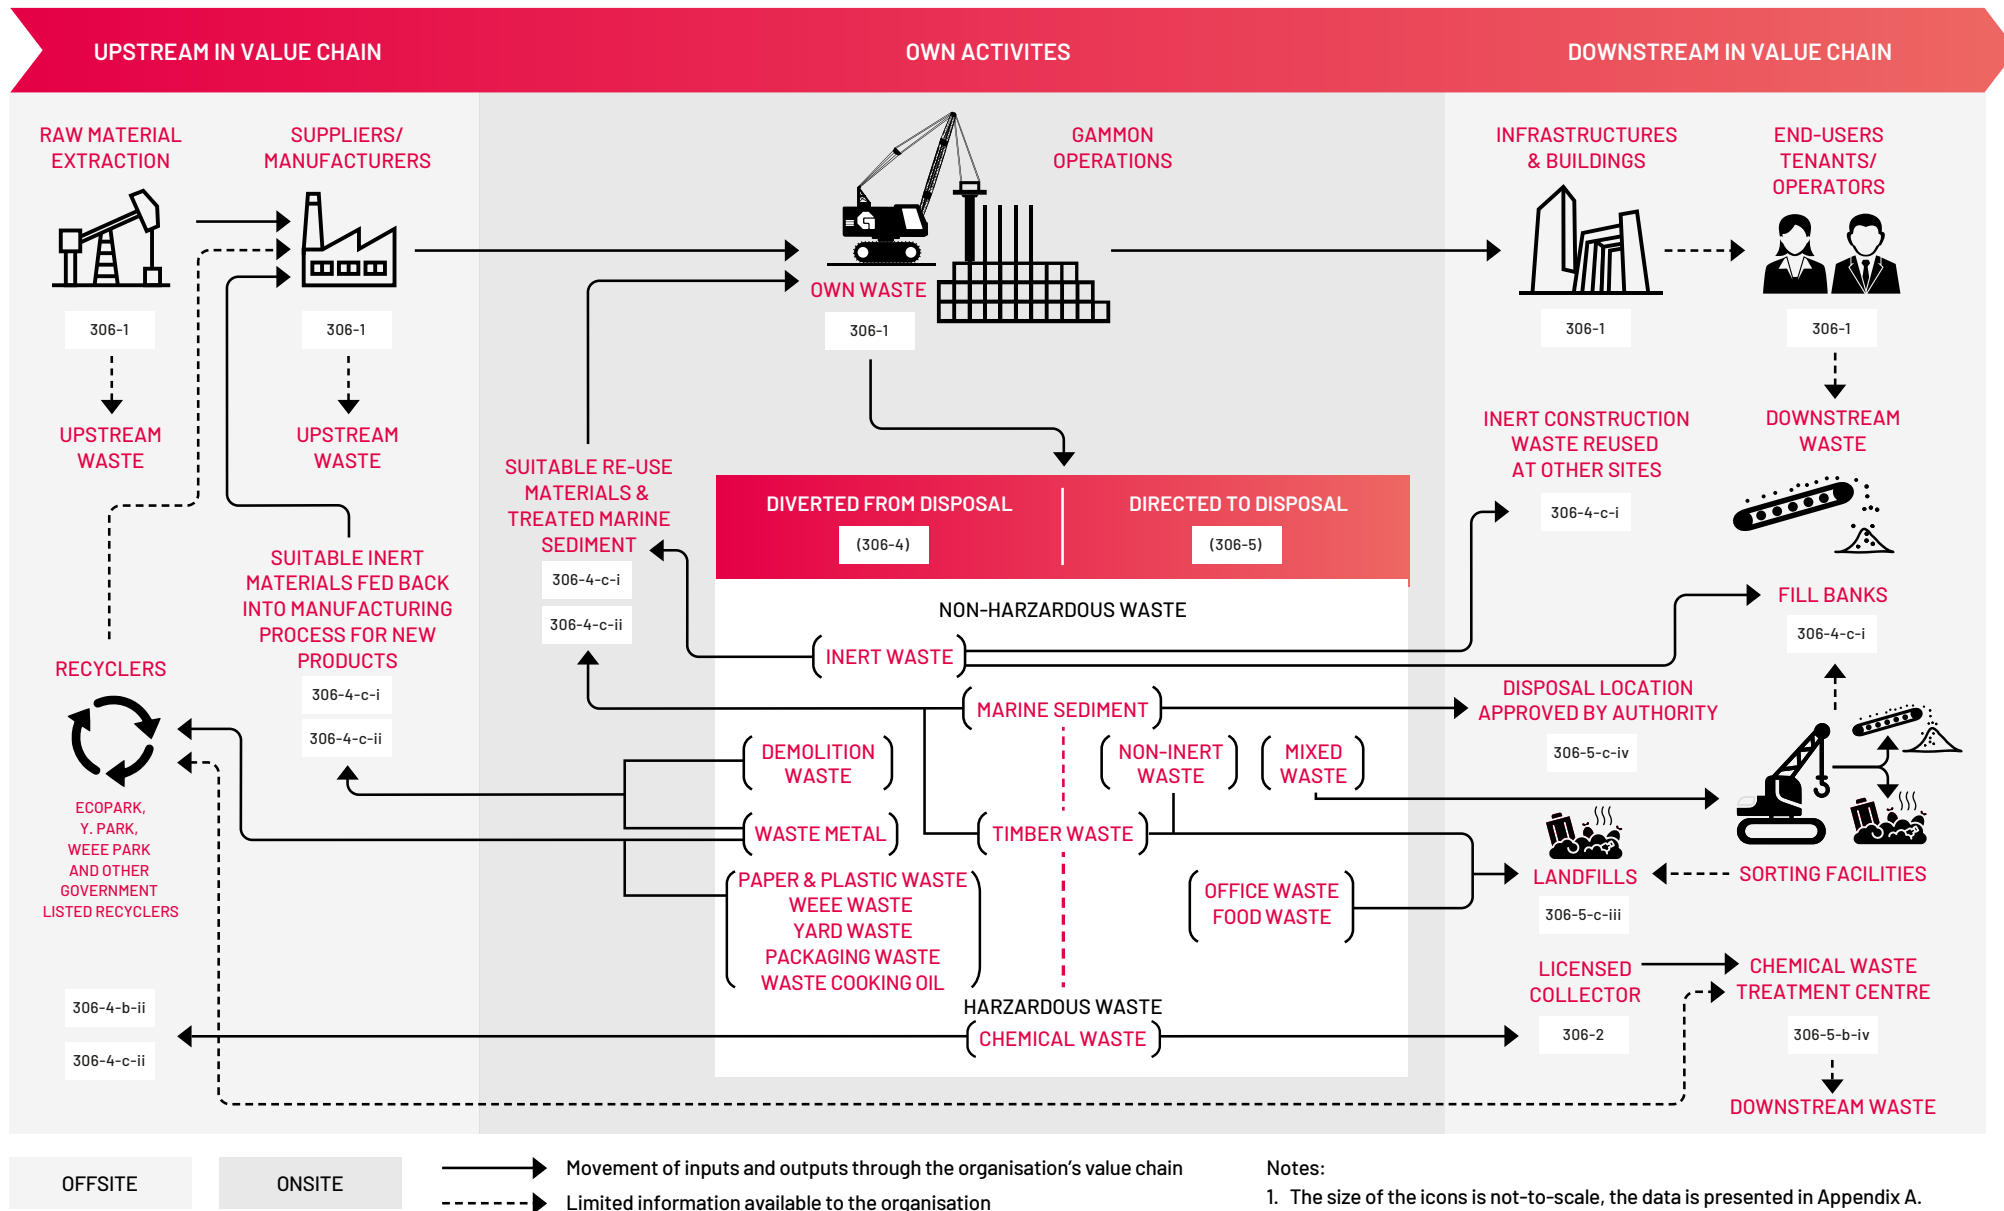 UPSTREAM IN VALUE CHAIN
OWN ACTIVITES
DOWNSTREAM IN VALUE CHAIN
RAW MATERIAL
EXTRACTION
306-1
UPSTREAM
WASTE
SUPPLIERS/
MANUFACTURERS
306-1
UPSTREAM
WASTE
GAMMON
OPERATIONS
OWN WASTE
306-1
INFRASTRUCTURES
& BUILDINGS
306-1
END-USERS
TENANTS/
OPERATORS
306-1
DOWNSTREAM
WASTE
SUITABLE RE-USE
MATERIALS &
TREATED MARINE
SEDIMENT
306-4-c-i
306-4-c-ii
DIVERTED FROM DISPOSAL
(306-4)
DIRECTED TO DISPOSAL
(306-5)
INERT CONSTRUCTION
WASTE REUSED
AT OTHER SITES
306-4-c-i
SUITABLE INERT
MATERIALS FED BACK
INTO MANUFACTURING
PROCESS FOR NEW
PRODUCTS
306-4-c-i
306-4-c-ii
RECYCLERS
ECOPARK,
Y. PARK,
WEEE PARK
AND OTHER
GOVERNMENT
LISTED RECYCLERS
306-4-b-ii
306-4-c-ii
NON-HARZARDOUS WASTE
INERT WASTE
MARINE SEDIMENT
DEMOLITION
WASTE
NON-INERT
WASTE
MIXED
WASTE
WASTE METAL
TIMBER WASTE
PAPER & PLASTIC WASTE
WEEE WASTE
YARD WASTE
PACKAGING WASTE
WASTE COOKING OIL
OFFICE WASTE
FOOD WASTE
HARZARDOUS WASTE
CHEMICAL WASTE
FILL BANKS
306-4-c-i
DISPOSAL LOCATION
APPROVED BY AUTHORITY
306-5-c-iv
LANDFILLS
306-5-c-iii
SORTING FACILITIES
LICENSED
COLLECTOR
306-2
CHEMICAL WASTE
TREATMENT CENTRE
306-5-b-iv
DOWNSTREAM WASTE
OFFSITE
ONSITE
Movement of inputs and outputs through the organisation's value chain
Limited information available to the organisation
Notes:
1. The size of the icons is not-to-scale, the data is presented in Appendix A.